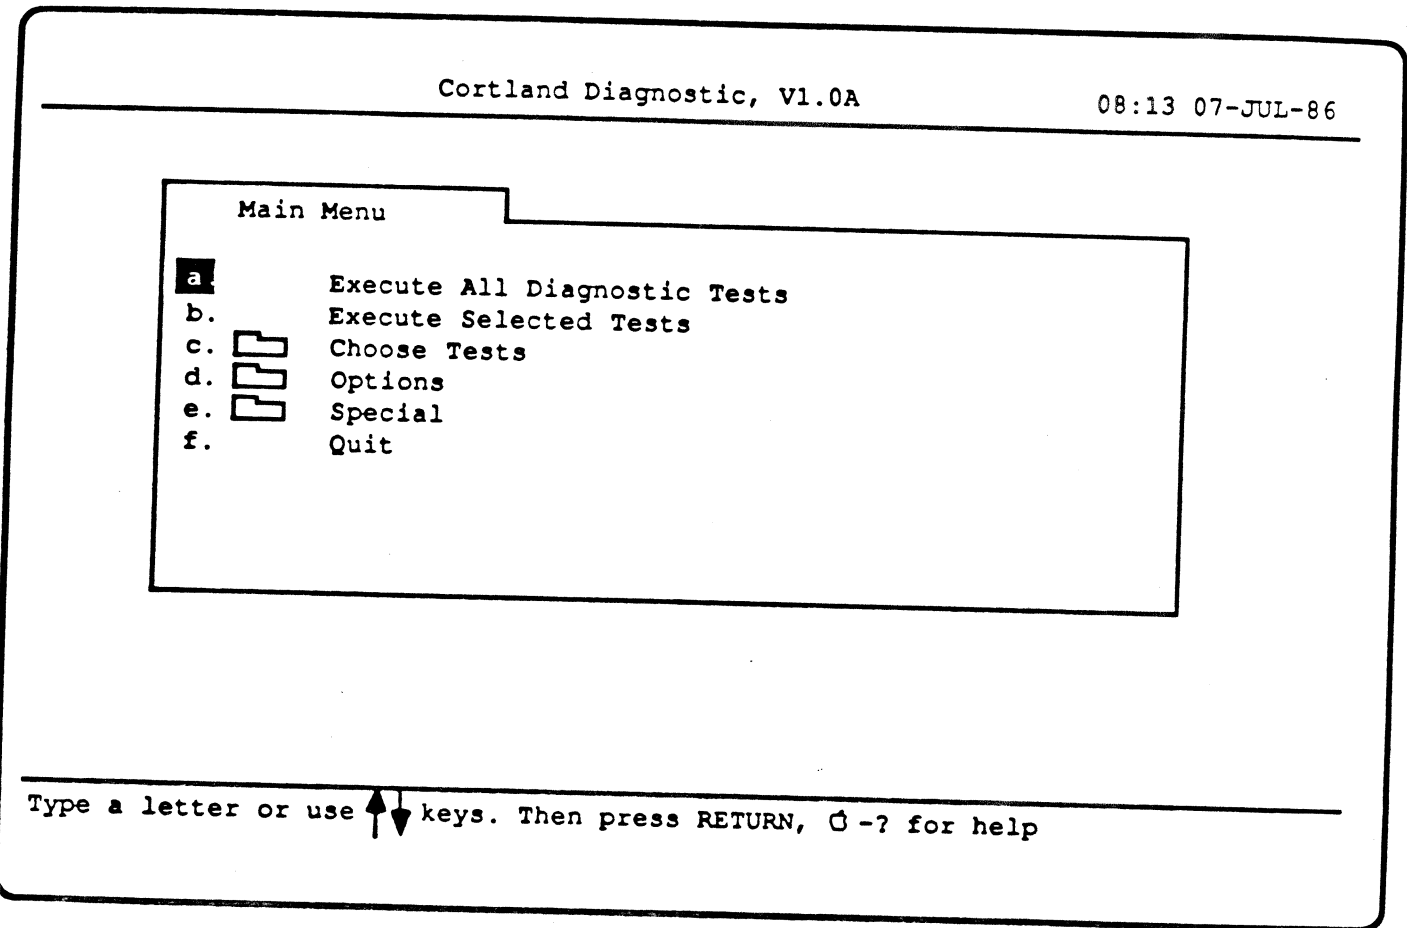 Cortland Diagnostic, V1.0A
08:13 07-JUL-86
Main Menu
a. Execute All Diagnostic Tests
b. Execute Selected Tests
c. Choose Tests
d. Options
e. Special
f. Quit
Type a letter or use keys. Then press RETURN, -? for help